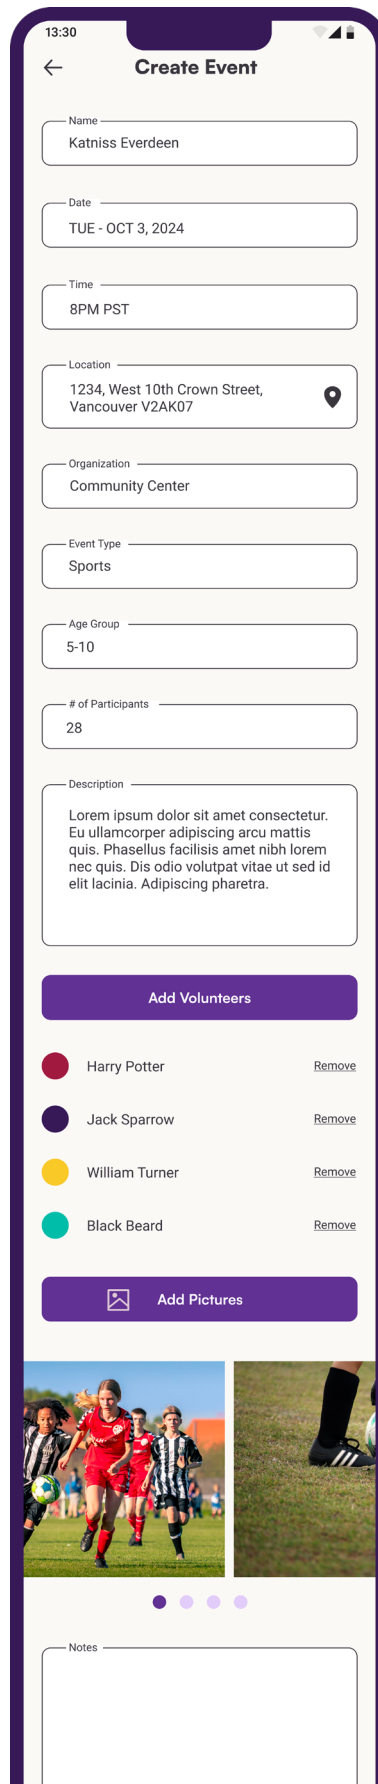 13:30
Create Event
Name
Katniss Everdeen
Date
TUE - OCT 3, 2024
Time
8PM PST
Location
1234, West 10th Crown Street,
Vancouver V2AK07
Organization
Community Center
Event Type
Sports
Age Group
5-10
# of Participants
28
Description
Lorem ipsum dolor sit amet consectetur.
Eu ullamcorper adipiscing arcu mattis
quis. Phasellus facilisis amet nibh lorem
nec quis. Dis odio volutpat vitae ut sed id
elit lacinia. Adipiscing pharetra.
Add Volunteers
Harry Potter Remove
Jack Sparrow Remove
William Turner Remove
Black Beard Remove
Add Pictures
Notes